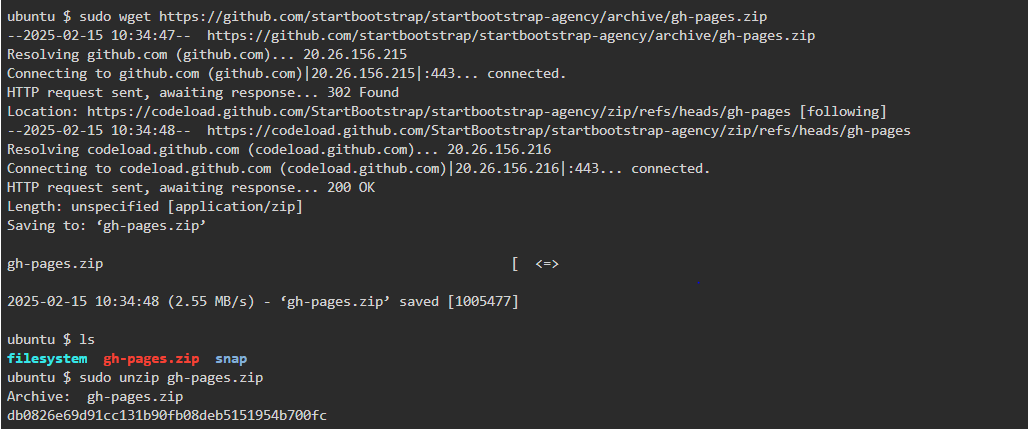 ubuntu $ sudo wget https://github.com/startbootstrap/startbootstrap-agency/archive/gh-pages.zip
--2025-02-15 10:34:47--  https://github.com/startbootstrap/startbootstrap-agency/archive/gh-pages.zip
Resolving github.com (github.com)... 20.26.156.215
Connecting to github.com (github.com)|20.26.156.215|:443... connected.
HTTP request sent, awaiting response... 302 Found
Location: https://codeload.github.com/StartBootstrap/startbootstrap-agency/zip/refs/heads/gh-pages [following]
--2025-02-15 10:34:48--  https://codeload.github.com/StartBootstrap/startbootstrap-agency/zip/refs/heads/gh-pages
Resolving codeload.github.com (codeload.github.com)... 20.26.156.216
Connecting to codeload.github.com (codeload.github.com)|20.26.156.216|:443... connected.
HTTP request sent, awaiting response... 200 OK
Length: unspecified [application/zip]
Saving to: ‘gh-pages.zip’
gh-pages.zip                                                   [  <=>
2025-02-15 10:34:48 (2.55 MB/s) - ‘gh-pages.zip’ saved [1005477]
ubuntu $ ls
filesystem  gh-pages.zip  snap
ubuntu $ sudo unzip gh-pages.zip
Archive:  gh-pages.zip
db0826e69d91cc131b90fb08deb5151954b700fc